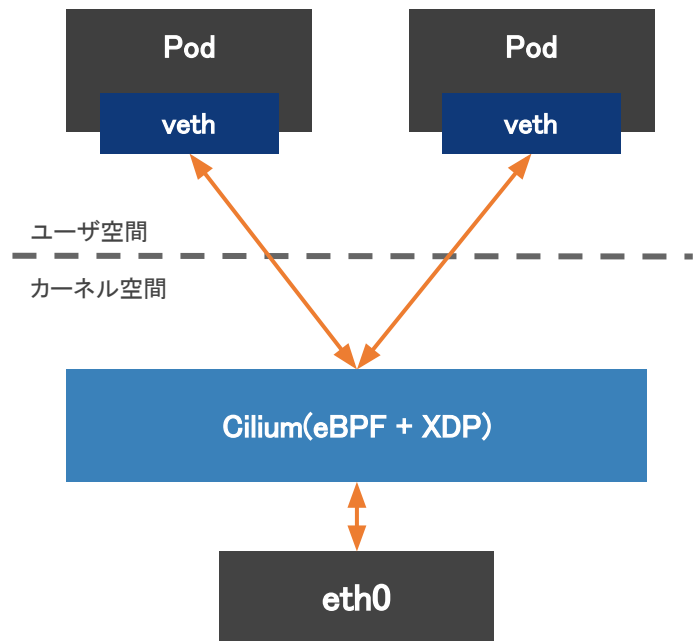 Pod
Pod
veth
veth
ユーザ空間
カーネル空間
Cilium(eBPF + XDP)
eth0